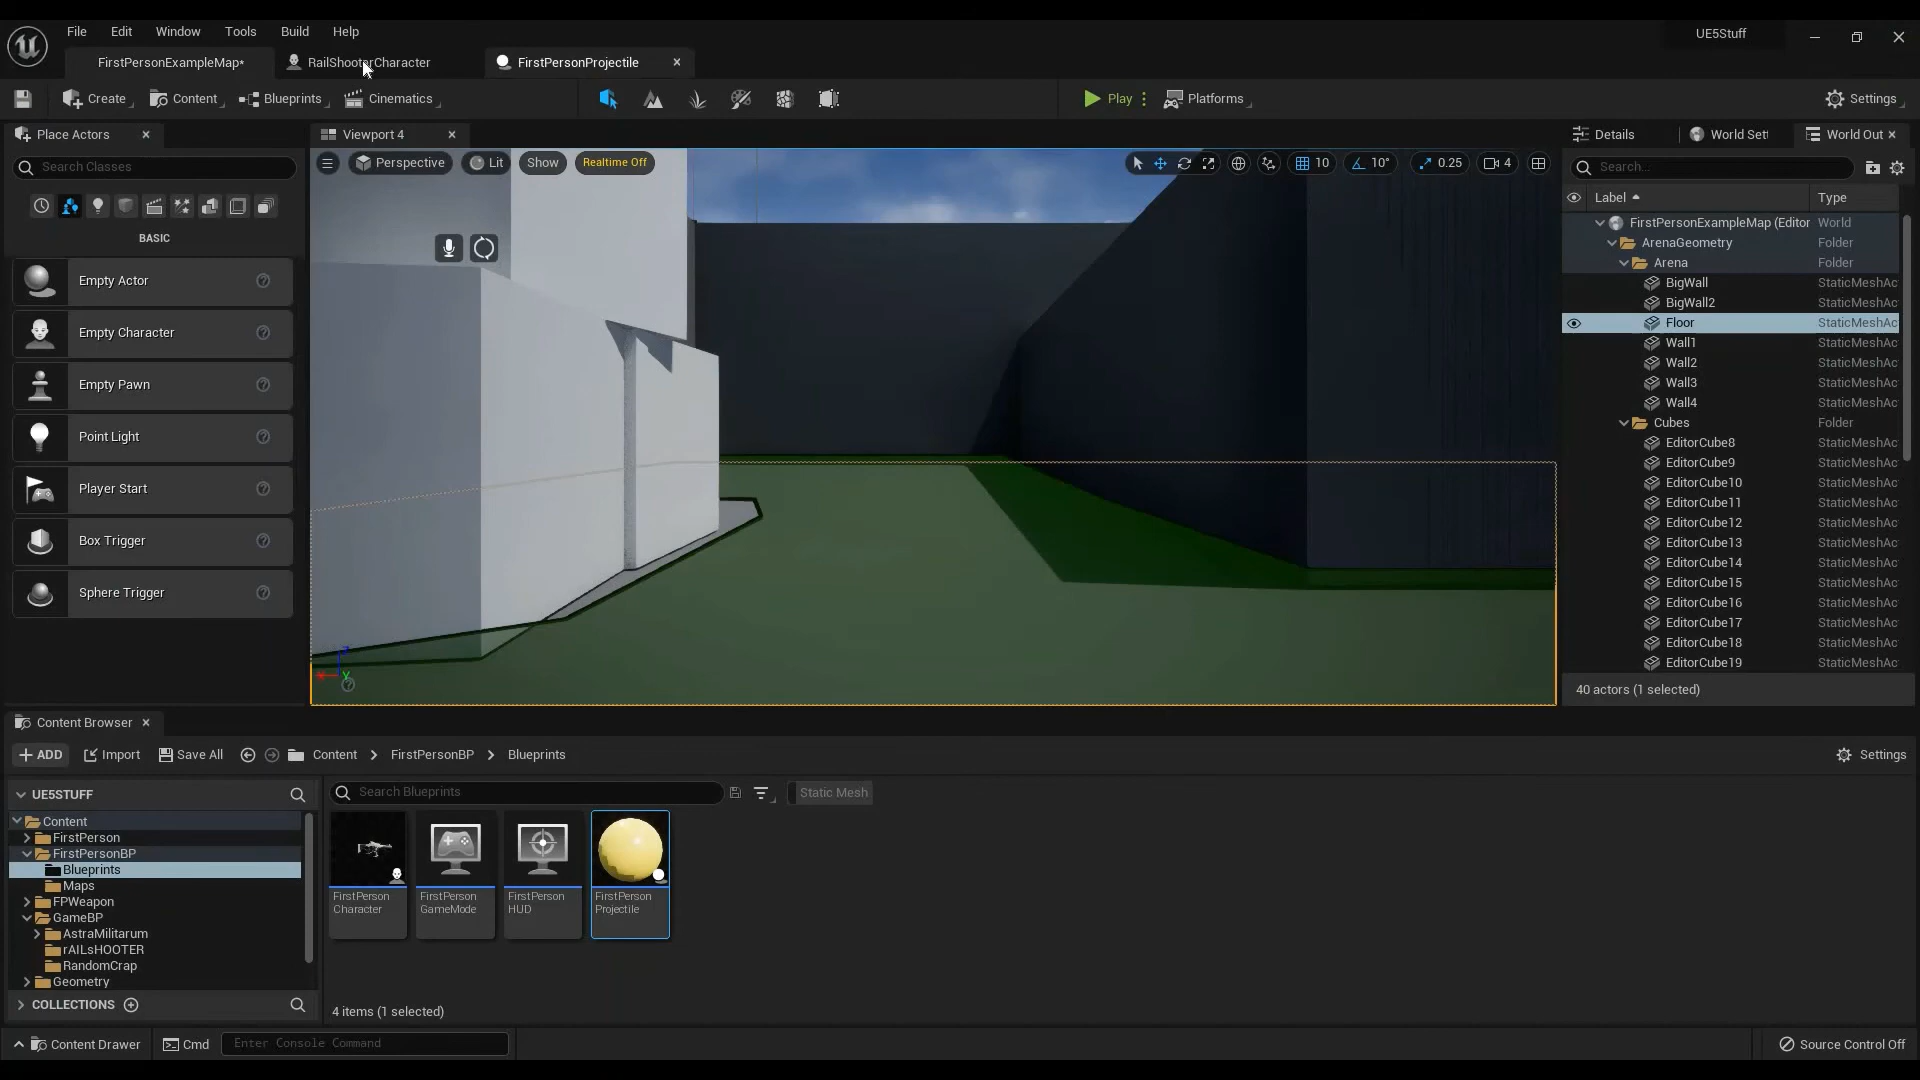 File Edit Window Tools Build Help
UE5Stuff
FirstPersonExampleMap*
RailShooterCharacter
FirstPersonProjectile
Create
Content
Blueprints
Cinematics
Play
Platforms
Settings
Place Actors
Viewport 4
Details
World Set
World Out
Search Classes
Perspective
Lit
Show
Realtime Off
10
10°
0.25
4
Search...
Label
Type
BASIC
Empty Actor
Empty Character
Empty Pawn
Point Light
Player Start
Box Trigger
Sphere Trigger
FirstPersonExampleMap (Editor World
ArenaGeometry Folder
Arena Folder
BigWall StaticMeshAc
BigWall2 StaticMeshAc
Floor StaticMeshAc
Wall1 StaticMeshAc
Wall2 StaticMeshAc
Wall3 StaticMeshAc
Wall4 StaticMeshAc
Cubes Folder
EditorCube8 StaticMeshAc
EditorCube9 StaticMeshAc
EditorCube10 StaticMeshAc
EditorCube11 StaticMeshAc
EditorCube12 StaticMeshAc
EditorCube13 StaticMeshAc
EditorCube14 StaticMeshAc
EditorCube15 StaticMeshAc
EditorCube16 StaticMeshAc
EditorCube17 StaticMeshAc
EditorCube18 StaticMeshAc
EditorCube19 StaticMeshAc
40 actors (1 selected)
Y
Content Browser
ADD
Import
Save All
Content
FirstPersonBP
Blueprints
Settings
UE5STUFF
Search Blueprints
Static Mesh
Content
FirstPerson
FirstPersonBP
Blueprints
Maps
FPWeapon
GameBP
AstraMilitarum
rAILsHOOTER
RandomCrap
Geometry
FirstPerson
Character
FirstPerson
GameMode
FirstPerson
HUD
FirstPerson
Projectile
COLLECTIONS
4 items (1 selected)
Content Drawer
Cmd
Enter Console Command
Source Control Off